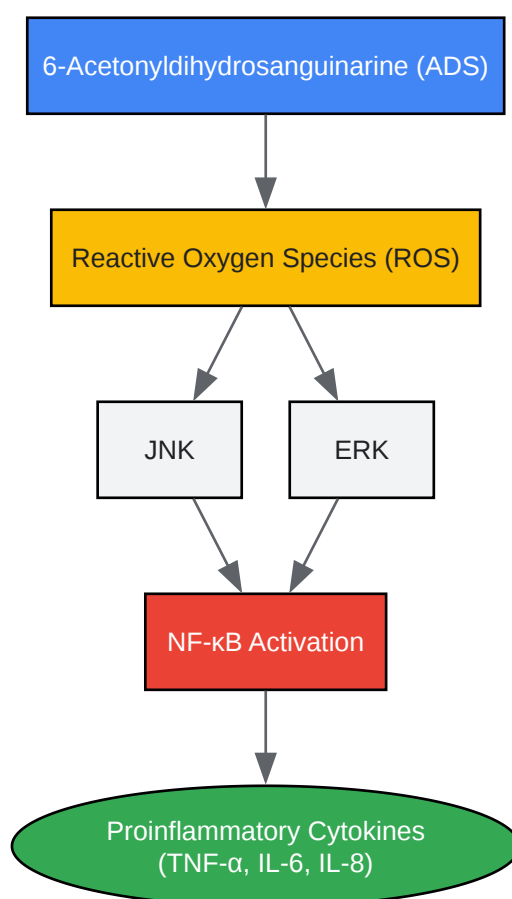 6-Acetonyldihydrosanguinarine (ADS)
Reactive Oxygen Species (ROS)
JNK
ERK
NF-κB Activation
Proinflammatory Cytokines
(TNF-α, IL-6, IL-8)